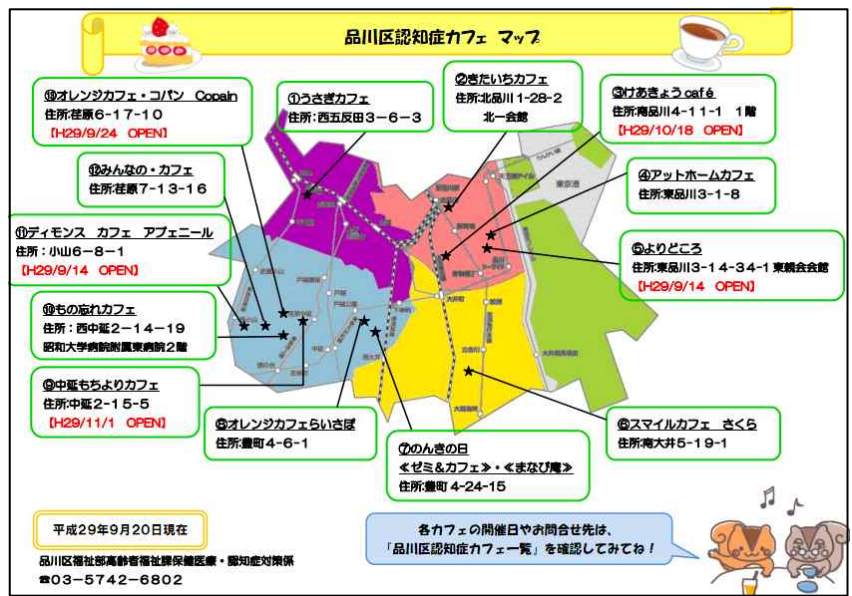 品川区認知症カフェ マップ
⑬オレンジカフェ・コパン Copain
住所:荏原6-17-10
【H29/9/24 OPEN】
①うさぎカフェ
住所:西五反田3-6-3
②きたいちカフェ
住所:北品川1-28-2
北一会館
③けあきょうcafé
住所:南品川4-11-1 1階
【H29/10/18 OPEN】
⑫みんなの・カフェ
住所:荏原7-13-16
④アットホームカフェ
住所:東品川3-1-8
⑪ディモンス カフェ アプェニール
住所:小山6-8-1
【H29/9/14 OPEN】
⑤よりどころ
住所:東品川3-14-34-1東親会会館
【H29/9/14 OPEN】
⑩もの忘れカフェ
住所:西中延2-14-19
昭和大学病院附属東病院2階
⑨中延もちよりカフェ
住所:中延2-15-5
【H29/11/1 OPEN】
⑧オレンジカフェらいさぽ
住所:豊町4-6-1
⑦のんきの日
≪ゼミ&カフェ≫・≪まなび庵≫
住所:豊町4-24-15
⑥スマイルカフェ さくら
住所:南大井5-19-1
東京港
大井町
平成29年9月20日現在
品川区福祉部高齢者福祉課保健医療・認知症対策係
☎03-5742-6802
各カフェの開催日やお問合せ先は、
「品川区認知症カフェ一覧」を確認してみてね!